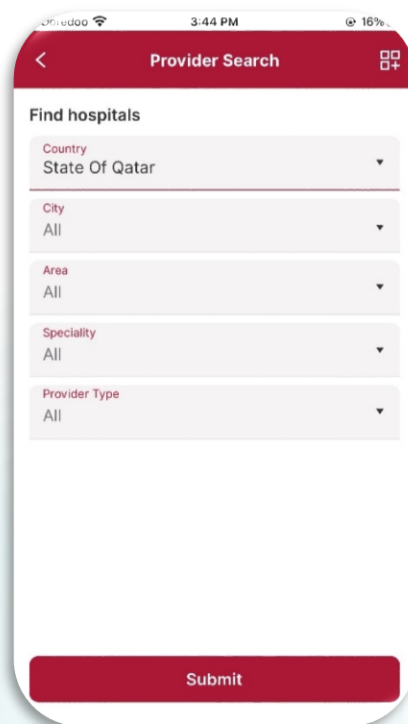 3:44 PM
16%
Provider Search
Find hospitals
Country
State Of Qatar
City
All
Area
All
Speciality
All
Provider Type
All
Submit